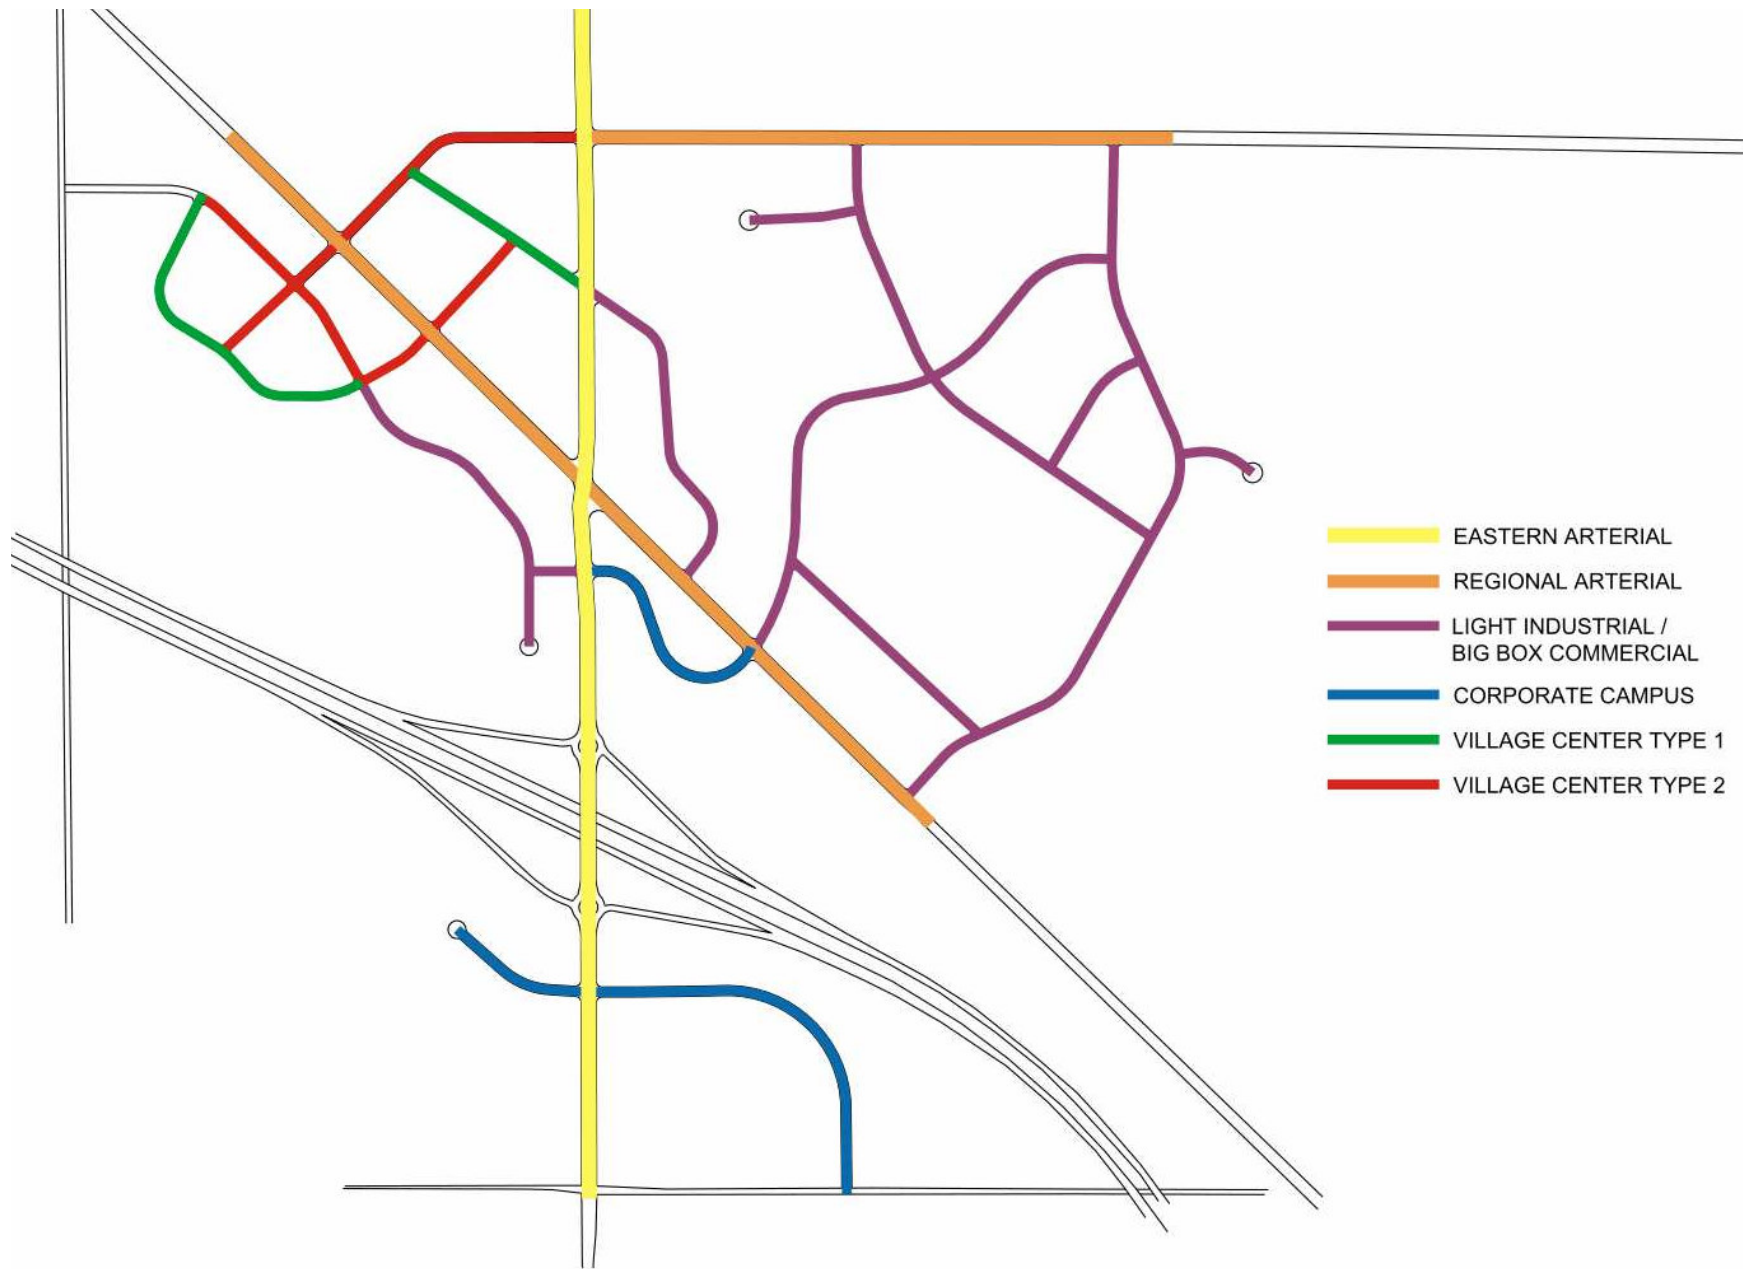 EASTERN ARTERIAL
REGIONAL ARTERIAL
LIGHT INDUSTRIAL /
BIG BOX COMMERCIAL
CORPORATE CAMPUS
VILLAGE CENTER TYPE 1
VILLAGE CENTER TYPE 2